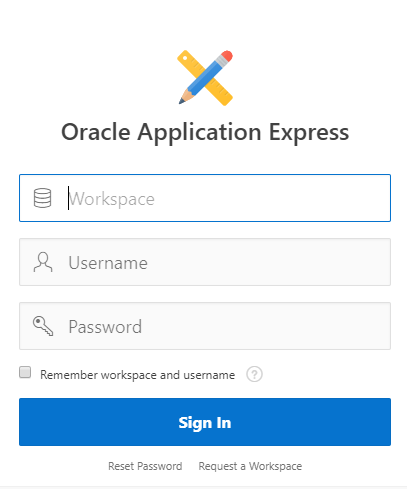 Oracle Application Express
Workspace
Username
Password
Remember workspace and username ?
Sign In
Reset Password Request a Workspace